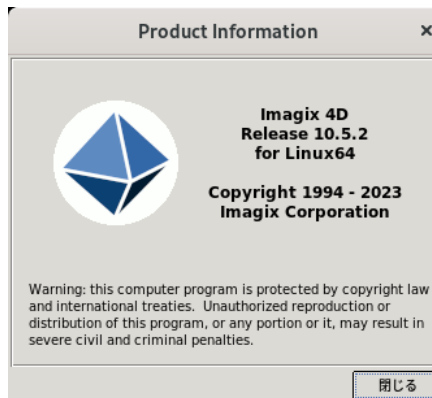 Product Information
Imagix 4D
Release 10.5.2
for Linux64
Copyright 1994 - 2023
Imagix Corporation
Warning: this computer program is protected by copyright law
and international treaties.  Unauthorized reproduction or
distribution of this program, or any portion or it, may result in
severe civil and criminal penalties.
閉じる